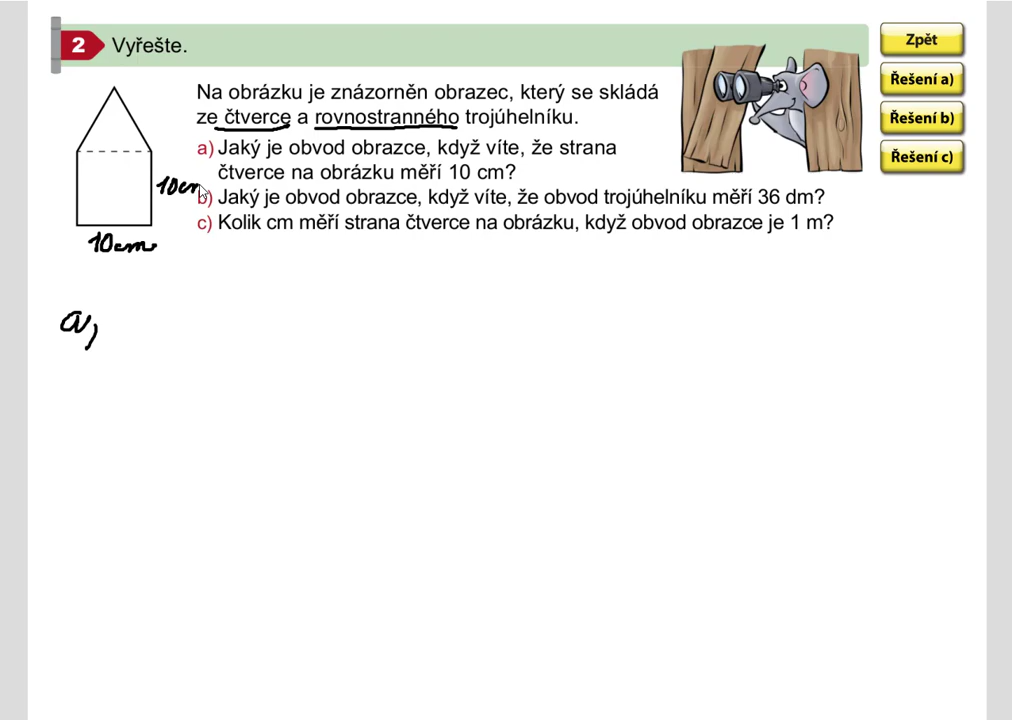 2 Vyřešte.
Zpět
Řešení a)
Řešení b)
Řešení c)
Na obrázku je znázorněn obrazec, který se skládá
ze čtverce a rovnostranného trojúhelníku.
a) Jaký je obvod obrazce, když víte, že strana
čtverce na obrázku měří 10 cm?
b) Jaký je obvod obrazce, když víte, že obvod trojúhelníku měří 36 dm?
c) Kolik cm měří strana čtverce na obrázku, když obvod obrazce je 1 m?
10cm
10cm
a,